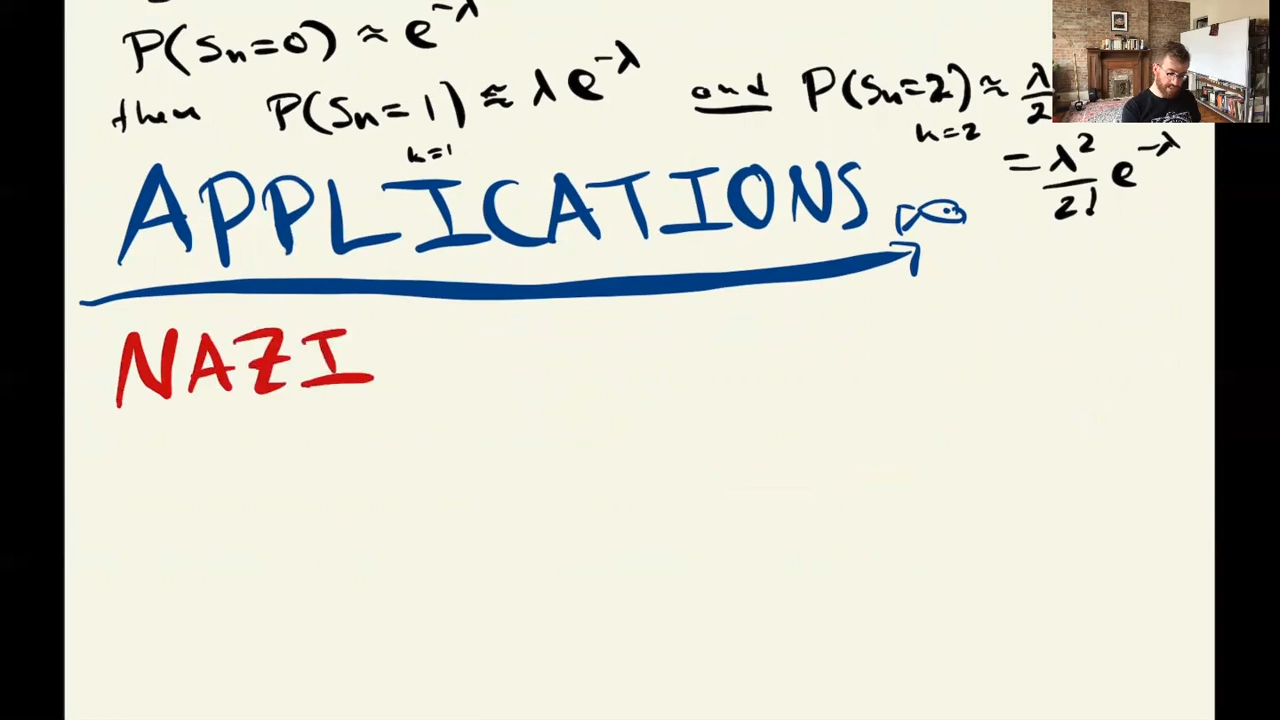 P(Sn=0) ≈ e^-λ
then P(Sn=1) ≈ λe^-λ and P(Sn=2) ≈ λ/2
k=1 k=2
= λ²/2! e^-λ
APPLICATIONS
NAZI